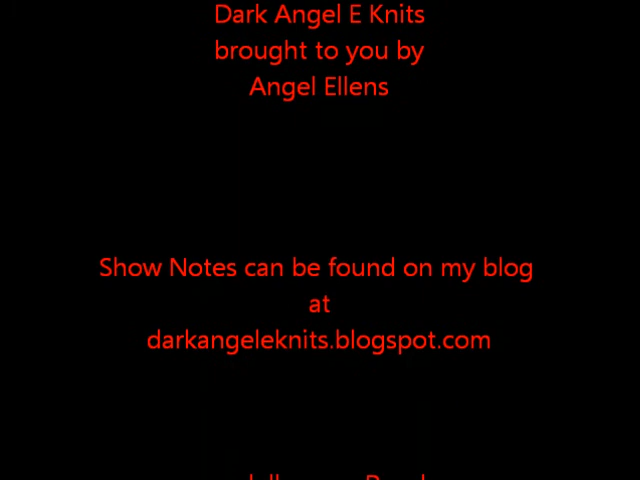 Dark Angel E Knits
brought to you by
Angel Ellens
Show Notes can be found on my blog
at
darkangeleknits.blogspot.com